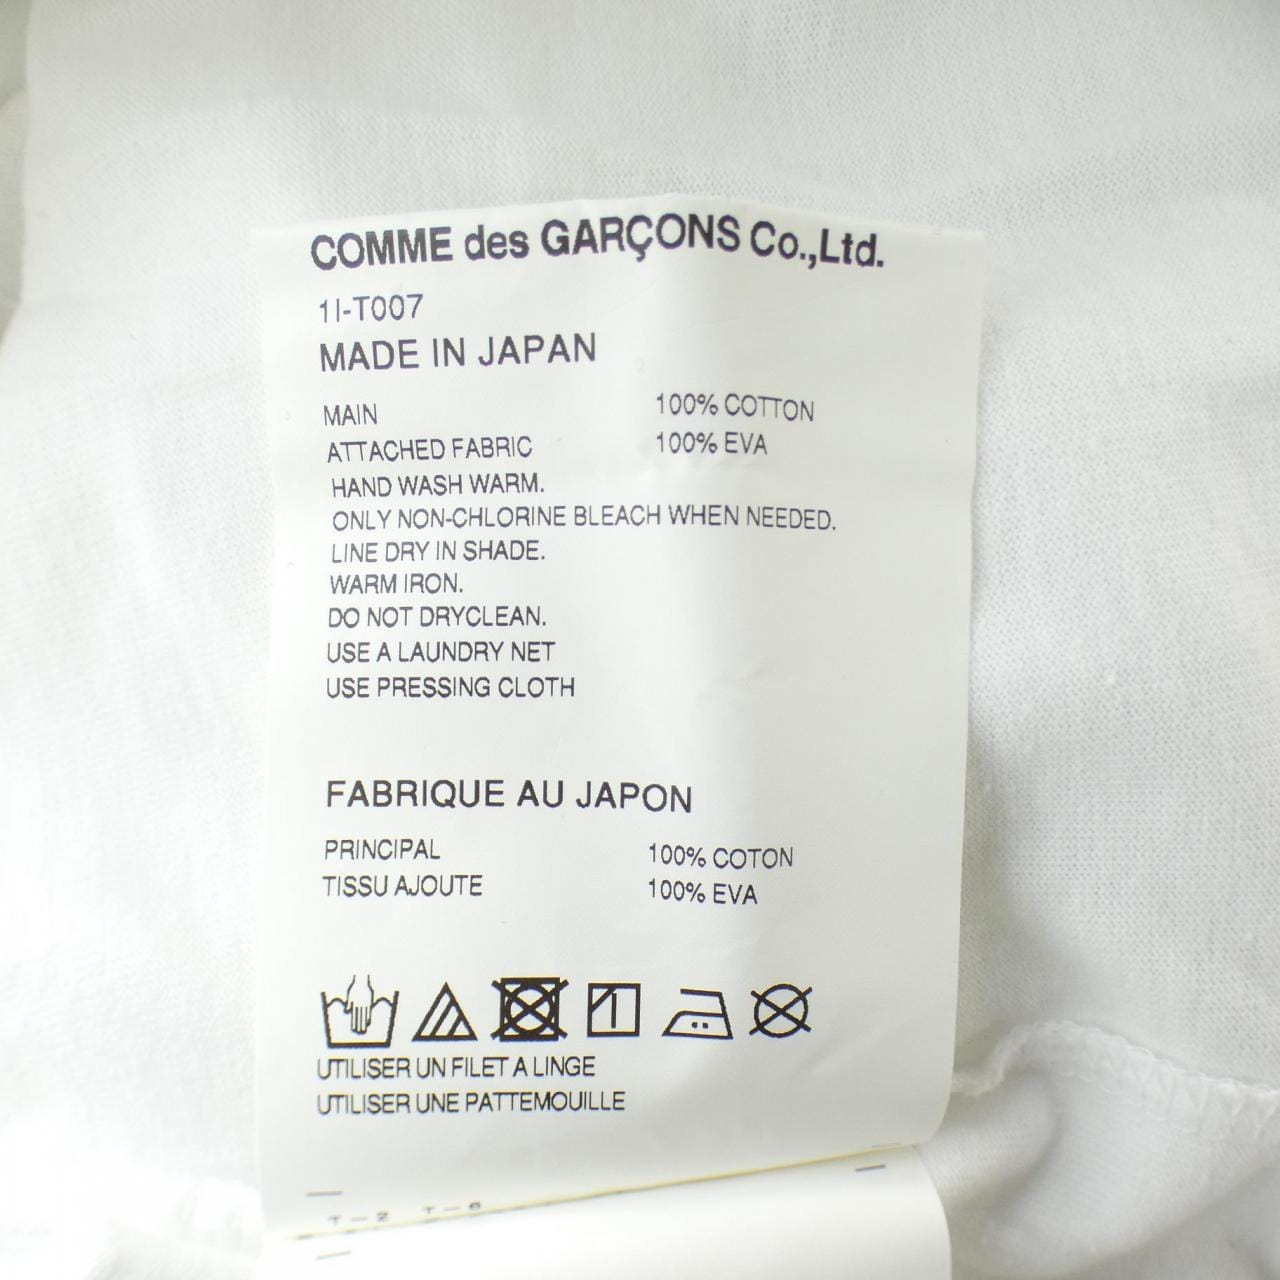 COMME des GARÇONS Co.,Ltd.
1I-T007
MADE IN JAPAN
MAIN 100% COTTON
ATTACHED FABRIC 100% EVA
HAND WASH WARM.
ONLY NON-CHLORINE BLEACH WHEN NEEDED.
LINE DRY IN SHADE.
WARM IRON.
DO NOT DRYCLEAN.
USE A LAUNDRY NET
USE PRESSING CLOTH
FABRIQUE AU JAPON
PRINCIPAL 100% COTON
TISSU AJOUTE 100% EVA
UTILISER UN FILET A LINGE
UTILISER UNE PATTEMOUILLE